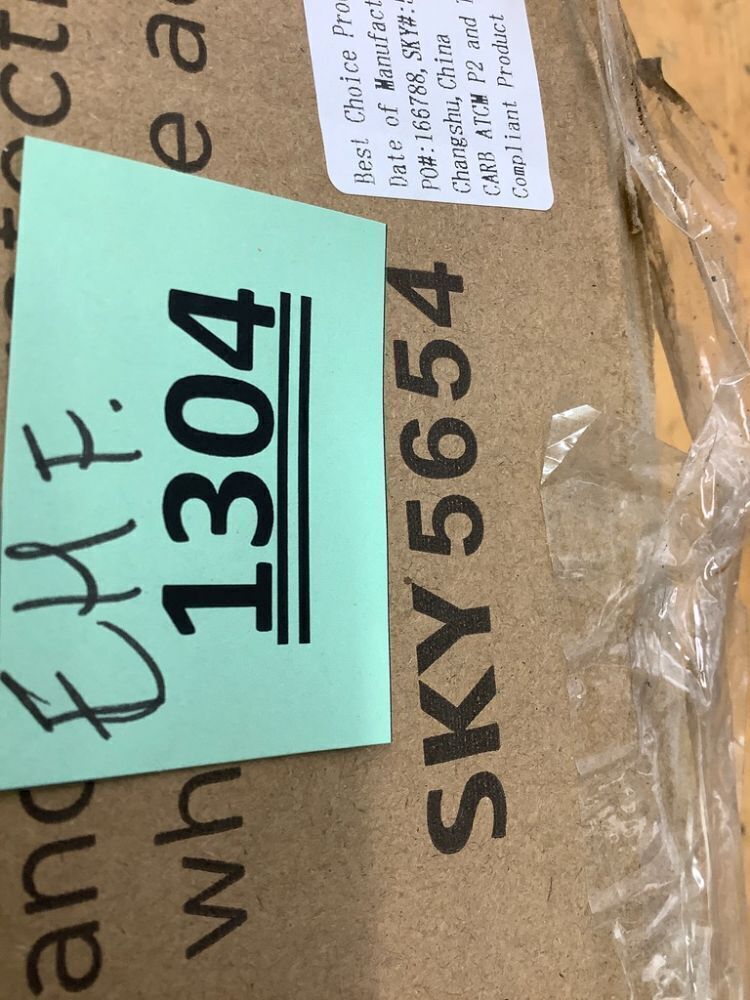 Best Choice Pro
Date of Manufact
PO#:166788, SKY#:5
Changshu, China
CARB ATCM P2 and
Compliant Product
E H F.
1304
SKY5654
and
wh
e a